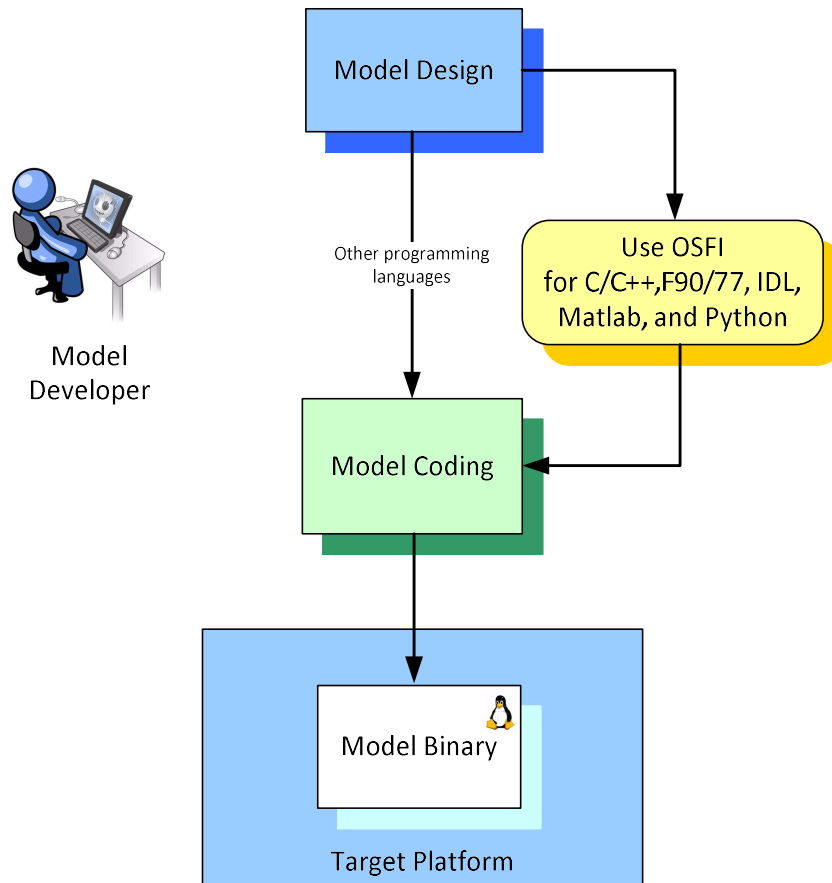 Model Design
Other programming
languages
Use OSFI
for C/C++,F90/77, IDL,
Matlab, and Python
Model
Developer
Model Coding
Model Binary
Target Platform